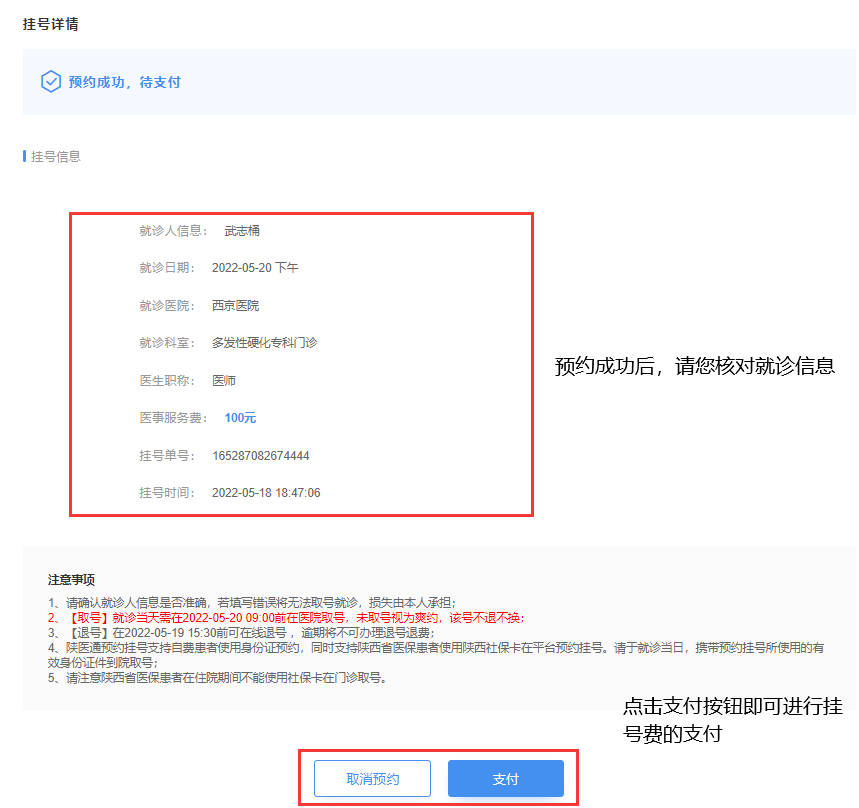 挂号详情
预约成功，待支付
挂号信息
就诊人信息： 武志桶
就诊日期： 2022-05-20 下午
就诊医院： 西京医院
就诊科室： 多发性硬化专科门诊
医生职称： 医师
医事服务费： 100元
挂号单号： 165287082674444
挂号时间： 2022-05-18 18:47:06
预约成功后，请您核对就诊信息
注意事项
1、请确认就诊人信息是否准确，若填写错误将无法取号就诊，损失由本人承担；
2、【取号】就诊当天需在2022-05-20 09:00前在医院取号，未取号视为爽约，该号不退不换；
3、【退号】在2022-05-19 15:30前可在线退号 ，逾期将不可办理退号退费；
4、陕医通预约挂号支持自费患者使用身份证预约，同时支持陕西省医保患者使用陕西社保卡在平台预约挂号。请于就诊当日，携带预约挂号所使用的有
效身份证件到院取号；
5、请注意陕西省医保患者在住院期间不能使用社保卡在门诊取号。
点击支付按钮即可进行挂
号费的支付
取消预约 支付